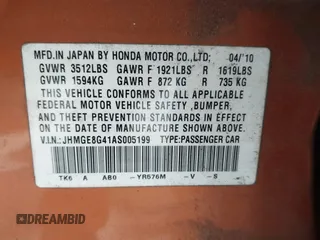 MFD.IN JAPAN BY HONDA MOTOR CO.,LTD; 04/'10
GVWR 3512LBS GAWR F 1921LBS R 1619LBS
GVWR 1594KG GAWR F 872 KG R 735 KG
THIS VEHICLE CONFORMS TO ALL APPLICABLE
FEDERAL MOTOR VEHICLE SAFETY ,BUMPER,
AND THEFT PREVENTION STANDARDS IN EFFECT
ON THE DATE OF MANUFACTURE SHOWN ABOVE.
V.I.N.: JHMGE8G41AS005199 TYPE:PASSENGER CAR
TK6 A AB0 -YR576M -V -S
IDREAMBID